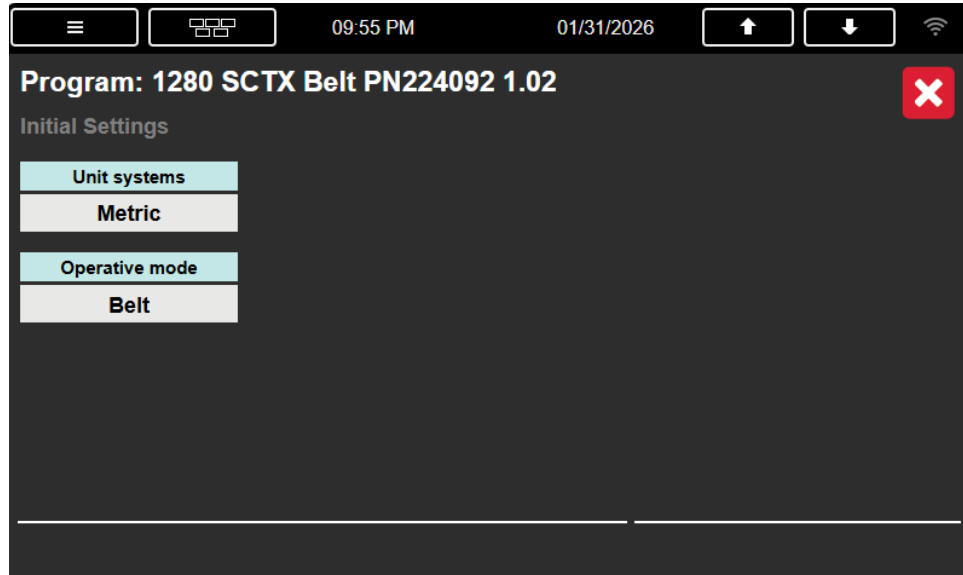 09:55 PM 01/31/2026
Program: 1280 SCTX Belt PN224092 1.02
Initial Settings
Unit systems
Metric
Operative mode
Belt